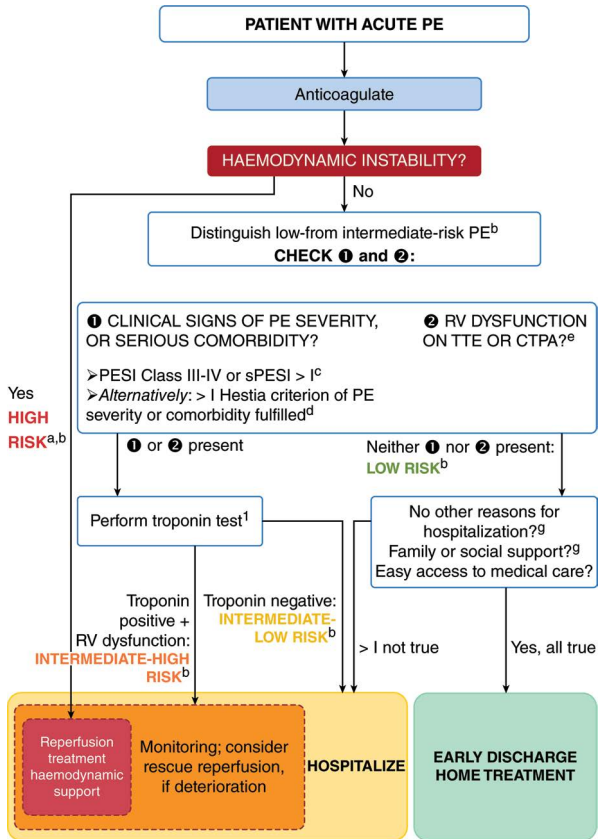 PATIENT WITH ACUTE PE
Anticoagulate
HAEMODYNAMIC INSTABILITY?
No
Distinguish low-from intermediate-risk PEᵇ
CHECK ❶ and ❷:
❶ CLINICAL SIGNS OF PE SEVERITY,
OR SERIOUS COMORBIDITY?
➢PESI Class III-IV or sPESI > Iᶜ
➢Alternatively: > I Hestia criterion of PE
severity or comorbidity fulfilledᵈ
❷ RV DYSFUNCTION
ON TTE OR CTPA?ᵉ
Yes
HIGH
RISKᵃ,ᵇ
❶ or ❷ present
Neither ❶ nor ❷ present:
LOW RISKᵇ
Perform troponin test¹
No other reasons for
hospitalization?ᵍ
Family or social support?ᵍ
Easy access to medical care?
Troponin
positive +
RV dysfunction:
INTERMEDIATE-HIGH
RISKᵇ
Troponin negative:
INTERMEDIATE-
LOW RISKᵇ
> I not true
Yes, all true
Reperfusion
treatment
haemodynamic
support
Monitoring; consider
rescue reperfusion,
if deterioration
HOSPITALIZE
EARLY DISCHARGE
HOME TREATMENT